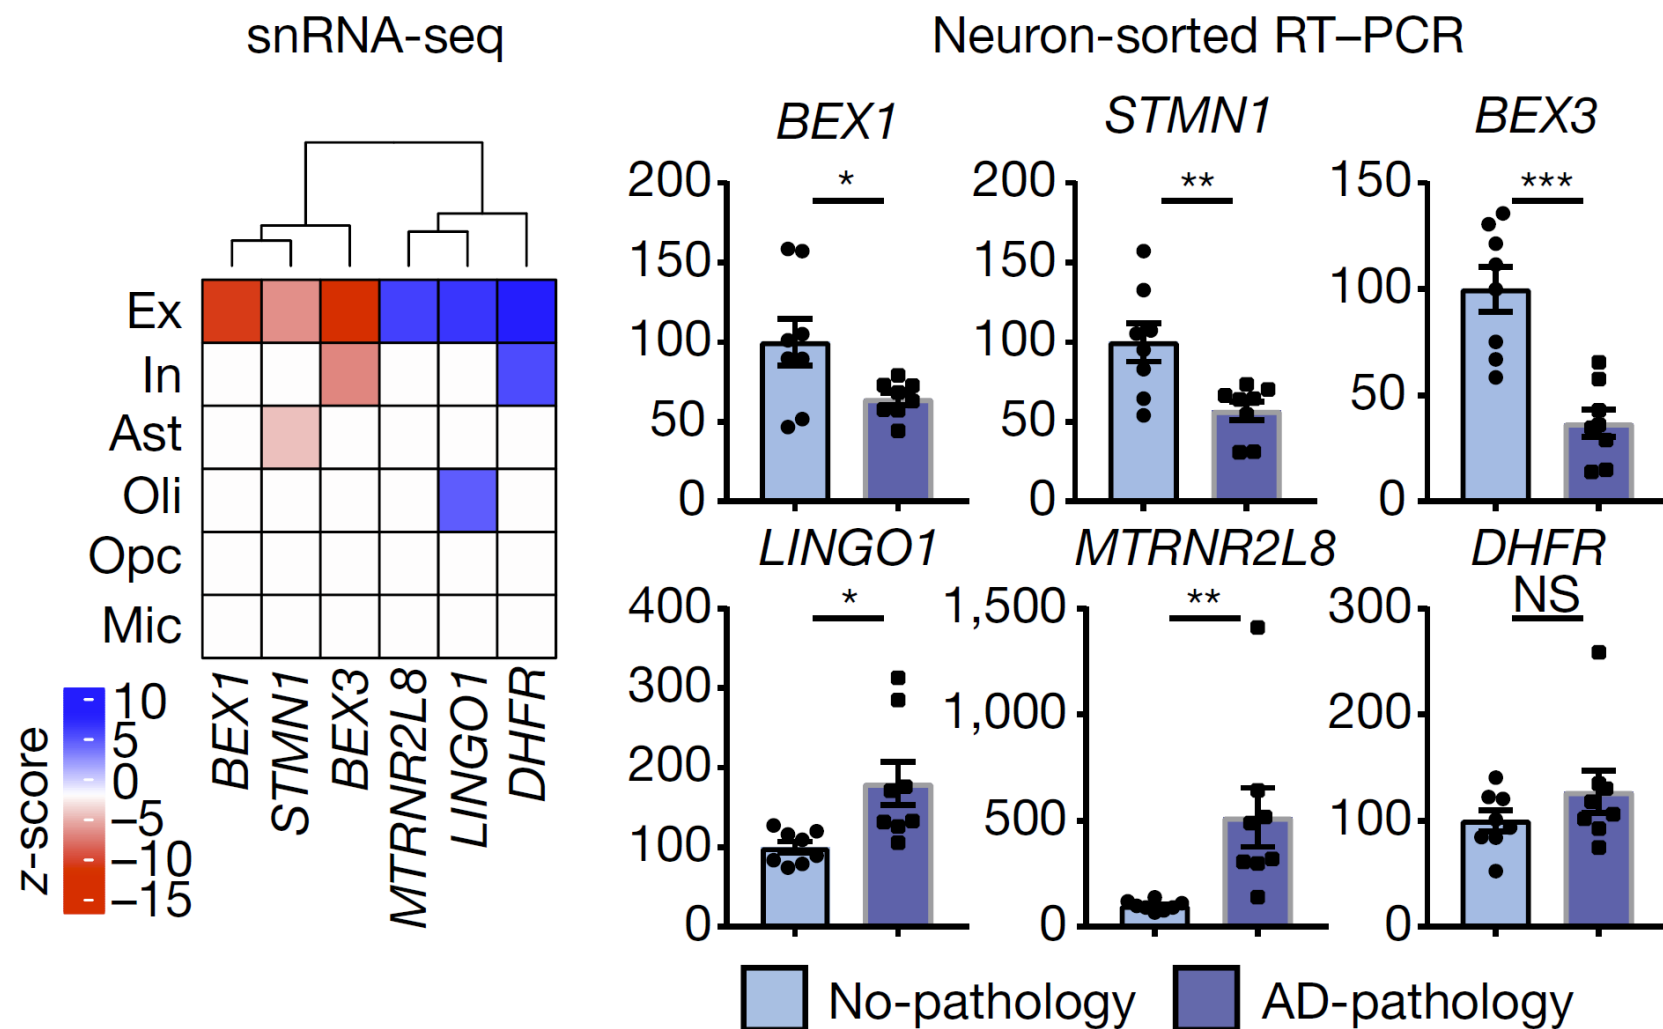 snRNA-seq
Neuron-sorted RT–PCR
Ex
In
Ast
Oli
Opc
Mic
BEX1
STMN1
BEX3
MTRNR2L8
LINGO1
DHFR
z-score
10
5
0
−5
−10
−15
BEX1
200
150
100
50
0
*
STMN1
200
150
100
50
0
**
BEX3
150
100
50
0
***
LINGO1
400
300
200
100
0
*
MTRNR2L8
1,500
1,000
500
0
**
DHFR
300
200
100
0
NS
No-pathology
AD-pathology